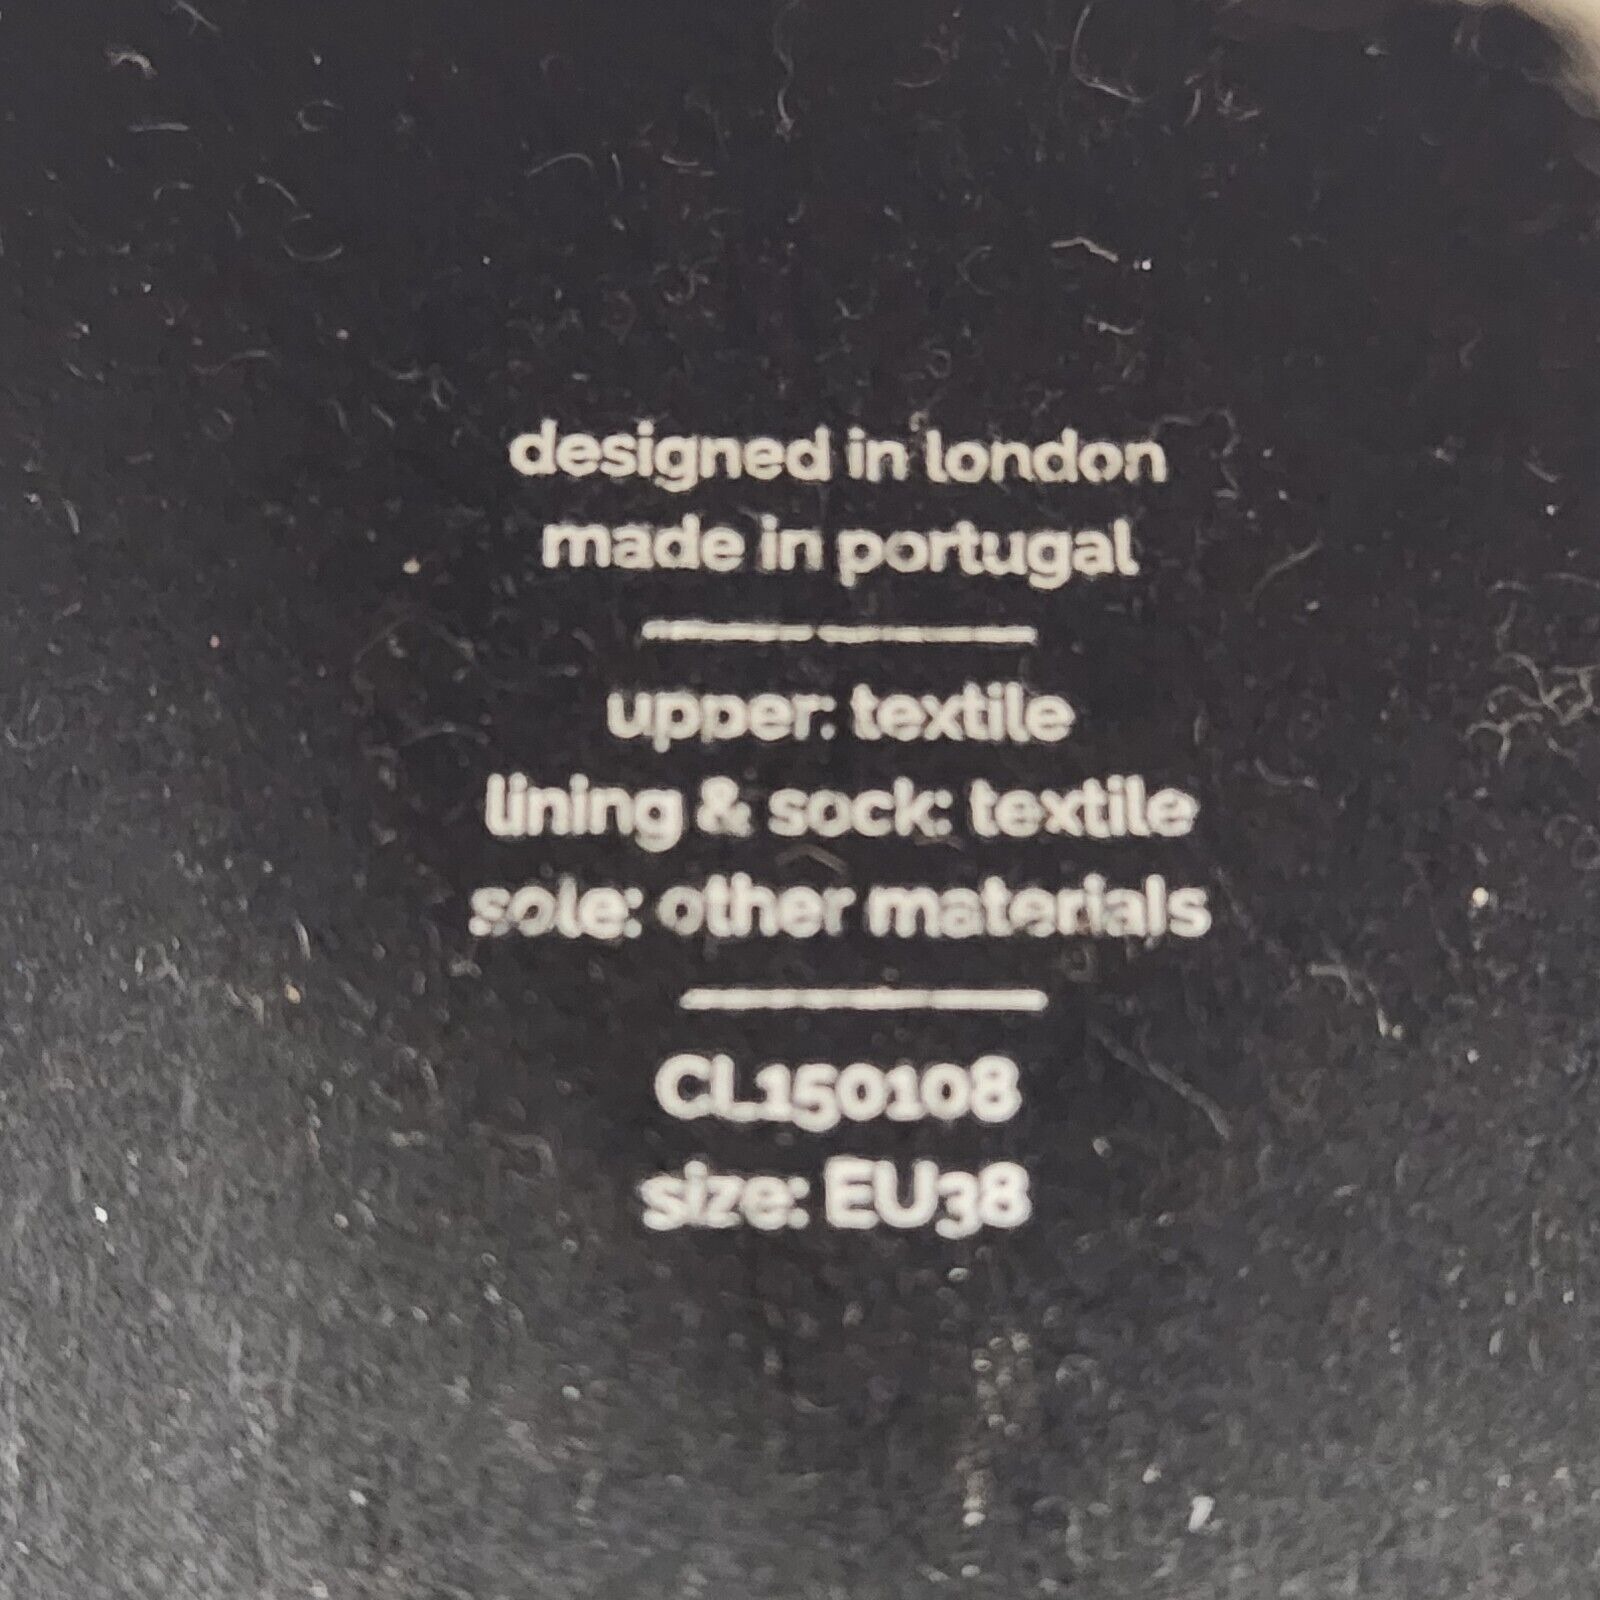 designed in london
made in portugal
upper: textile
lining & sock: textile
sole: other materials
CL150108
size: EU38